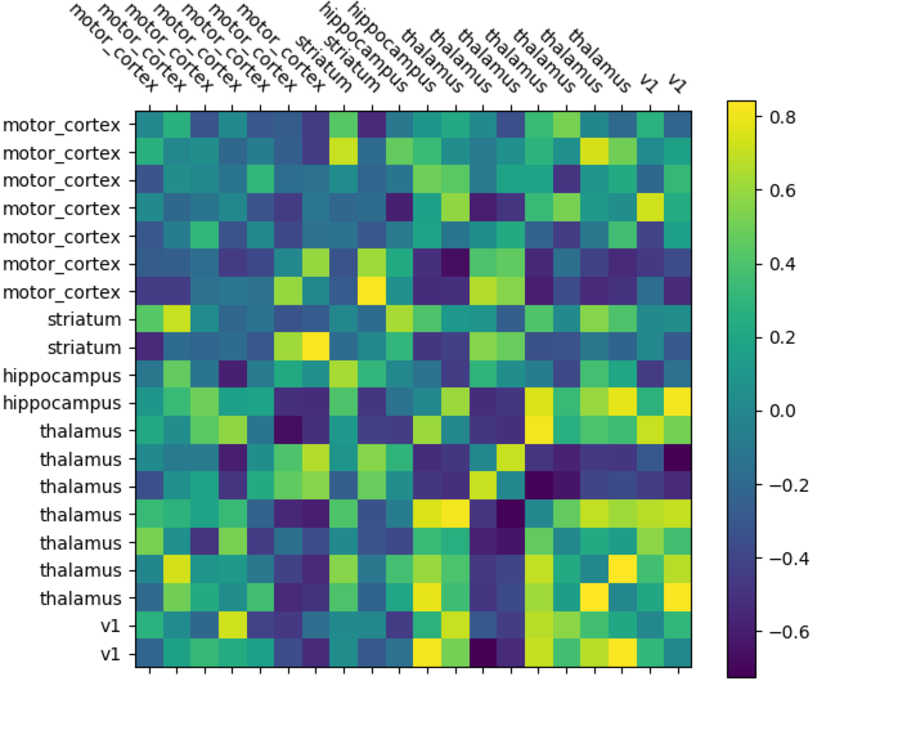 motor_cortex
motor_cortex
motor_cortex
motor_cortex
motor_cortex
motor_cortex
motor_cortex
striatum
striatum
hippocampus
hippocampus
thalamus
thalamus
thalamus
thalamus
thalamus
thalamus
thalamus
v1
v1
motor_cortex
motor_cortex
motor_cortex
motor_cortex
motor_cortex
motor_cortex
motor_cortex
striatum
striatum
hippocampus
hippocampus
thalamus
thalamus
thalamus
thalamus
thalamus
thalamus
thalamus
v1
v1
0.8
0.6
0.4
0.2
0.0
−0.2
−0.4
−0.6